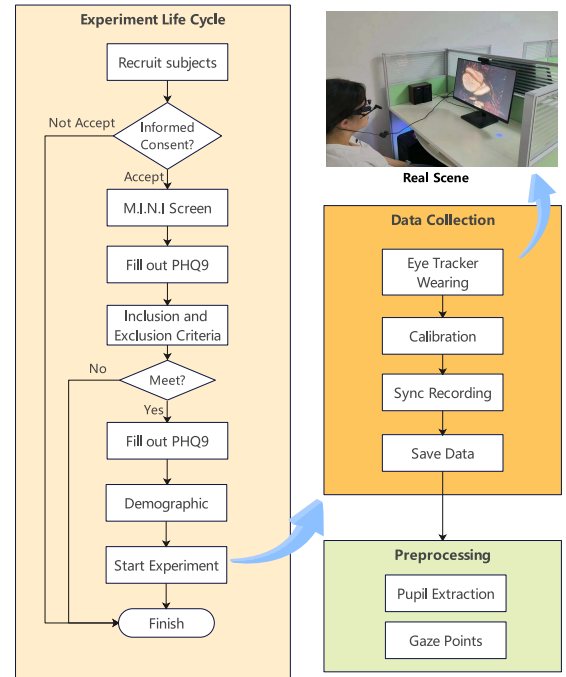 Experiment Life Cycle
Recruit subjects
Not Accept
Informed
Consent?
Accept
M.I.N.I Screen
Fill out PHQ9
Inclusion and
Exclusion Criteria
No
Meet?
Yes
Fill out PHQ9
Demographic
Start Experiment
Finish
Real Scene
Data Collection
Eye Tracker
Wearing
Calibration
Sync Recording
Save Data
Preprocessing
Pupil Extraction
Gaze Points